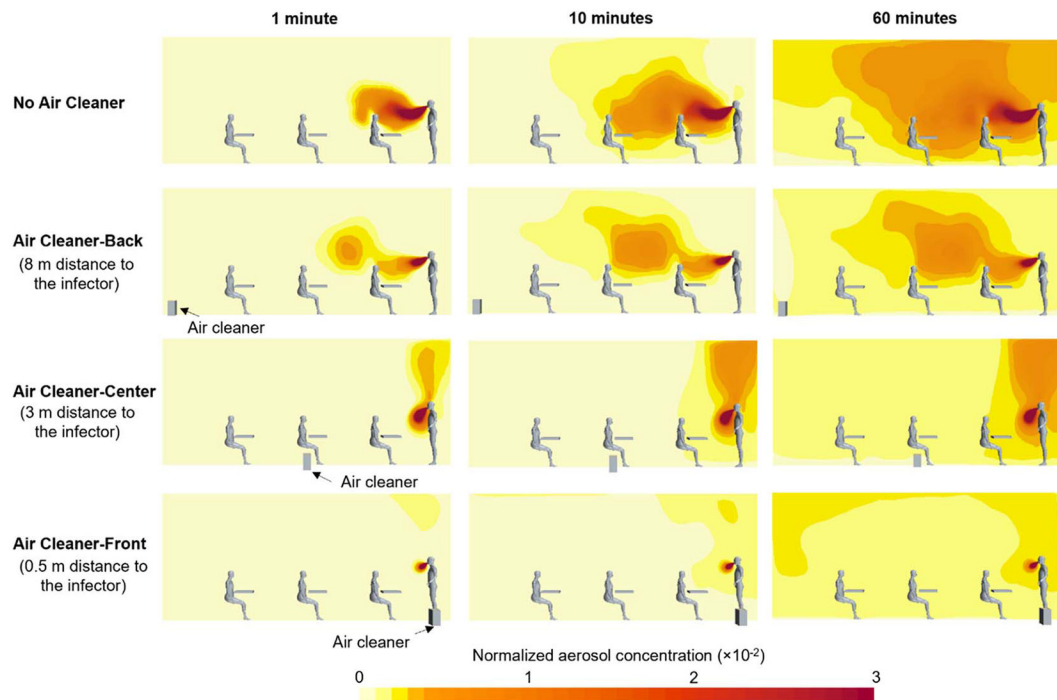 1 minute
10 minutes
60 minutes
No Air Cleaner
Air Cleaner-Back
(8 m distance to
the infector)
Air cleaner
Air Cleaner-Center
(3 m distance to
the infector)
Air cleaner
Air Cleaner-Front
(0.5 m distance to
the infector)
Air cleaner
Normalized aerosol concentration (×10⁻²)
0
1
2
3